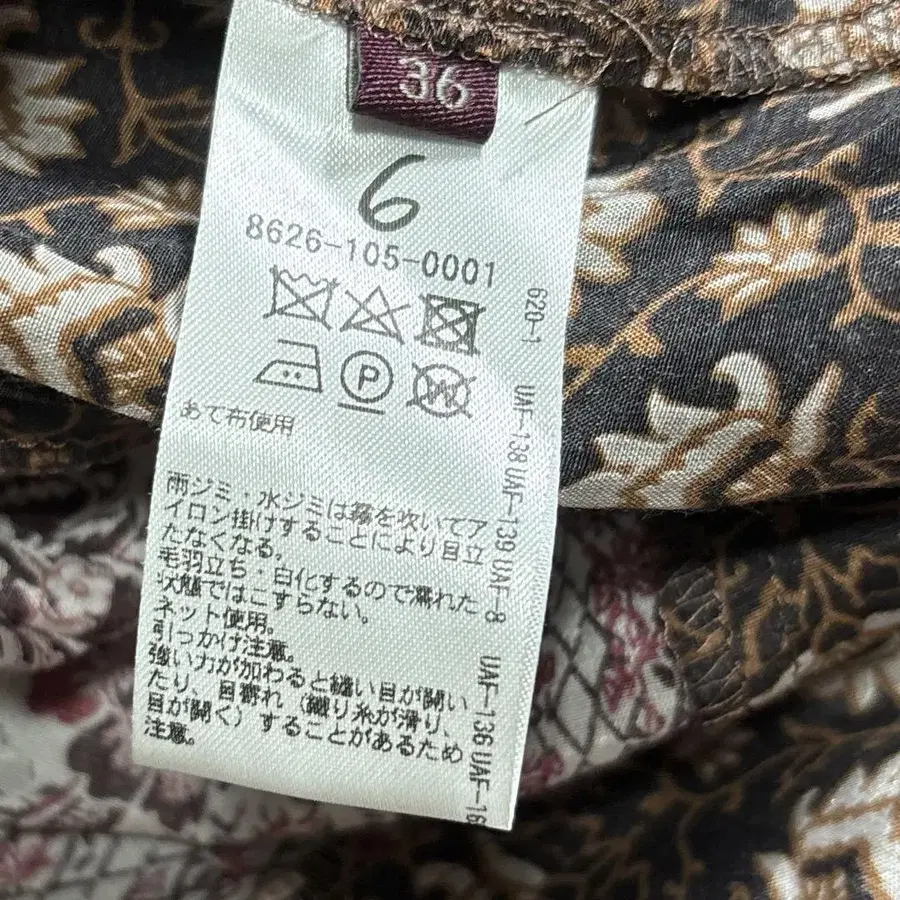 36
6
8626-105-0001
P
W
あて布使用
雨ジミ・水ジミは霧を吹いてア
イロン掛けすることにより目立
たなくなる。
毛羽立ち・白化するので濡れた
状態ではこすらない。
ネット使用。
引っかけ注意。
強い力が加わると縫い目が開い
たり、目寄れ(織り糸が滑り、
目が開く)することがあるため
注意。
620-1 UAF-138 UAF-139 UAF-8 UAF-136 UAF-16